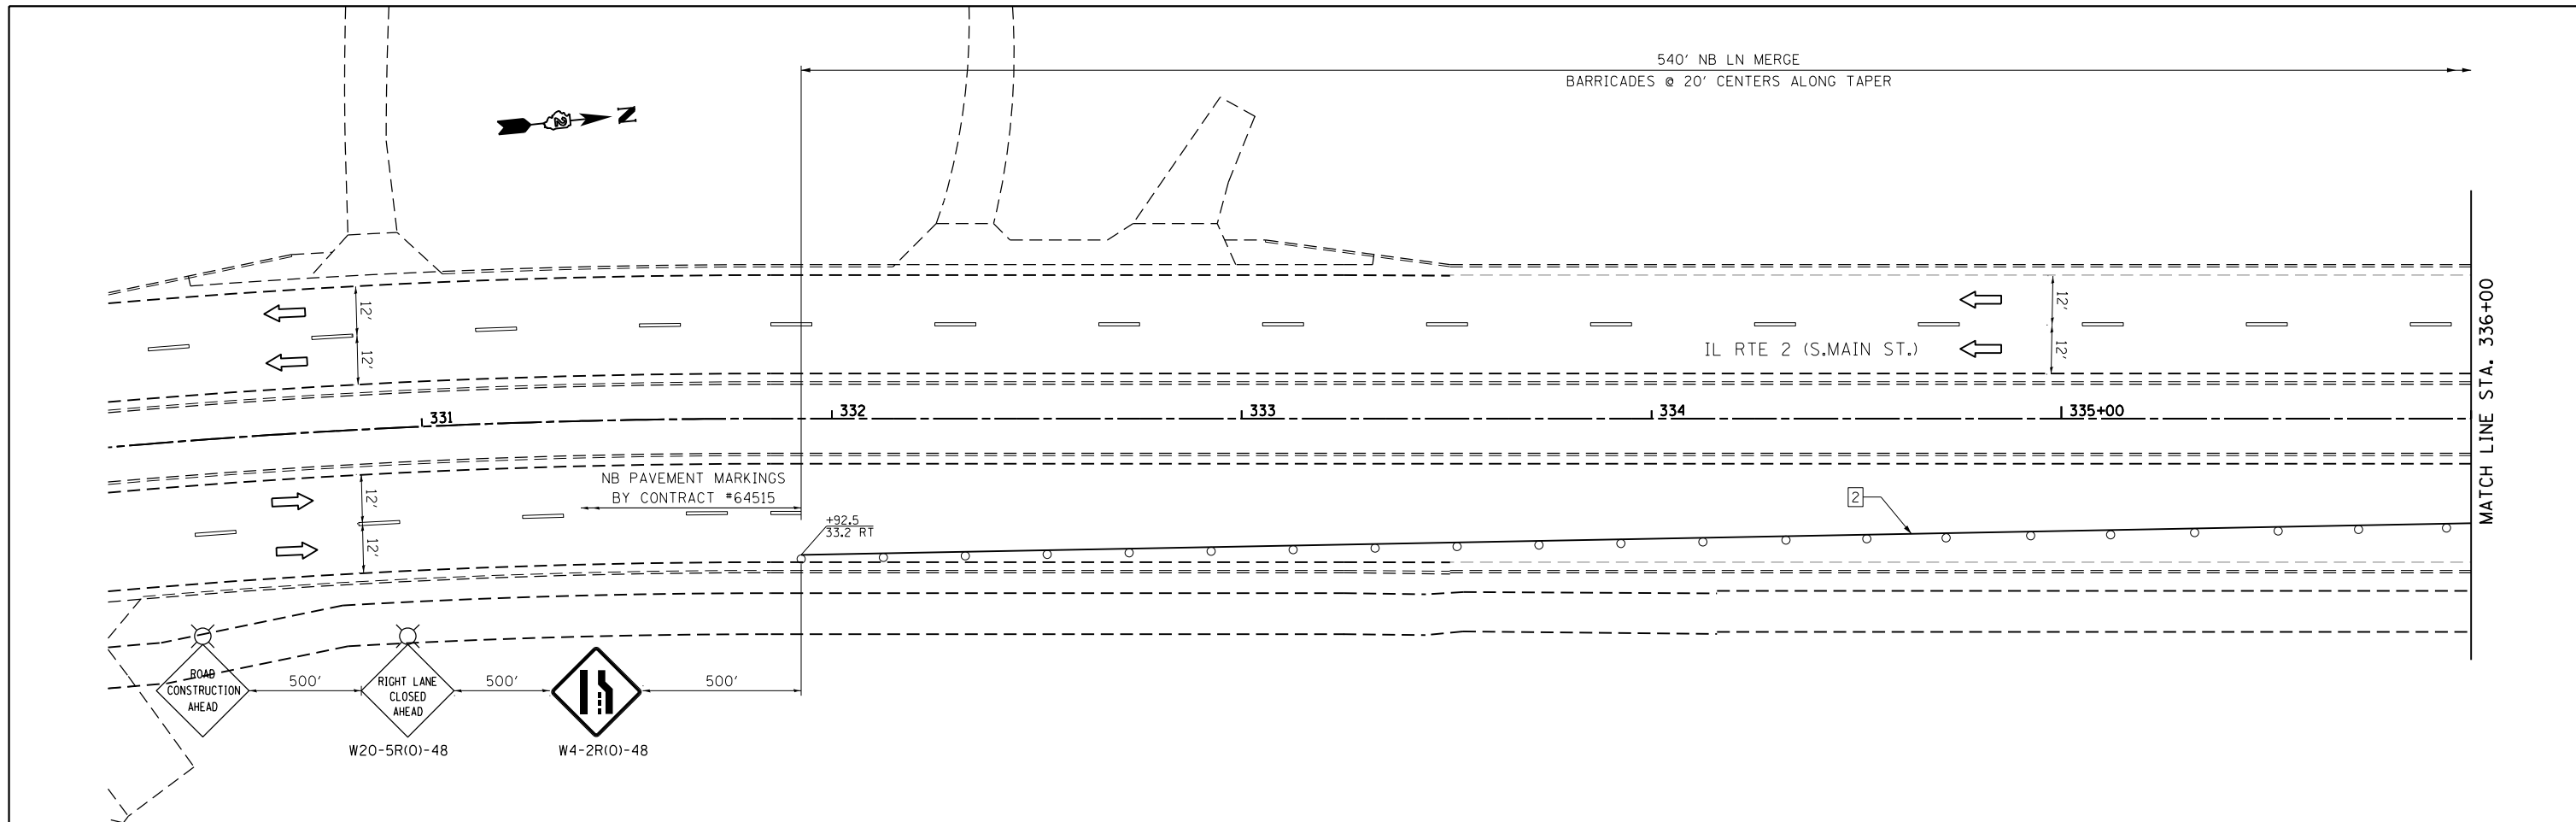 540' NB LN MERGE
BARRICADES @ 20' CENTERS ALONG TAPER
2
N
12'
12'
12'
12'
IL RTE 2 (S.MAIN ST.)
MATCH LINE STA. 336+00
331
332
333
334
335+00
NB PAVEMENT MARKINGS
BY CONTRACT #64515
12'
12'
2
+92.5
33.2 RT
ROAD
CONSTRUCTION
AHEAD
500'
RIGHT LANE
CLOSED
AHEAD
500'
500'
W20-5R(O)-48
W4-2R(O)-48